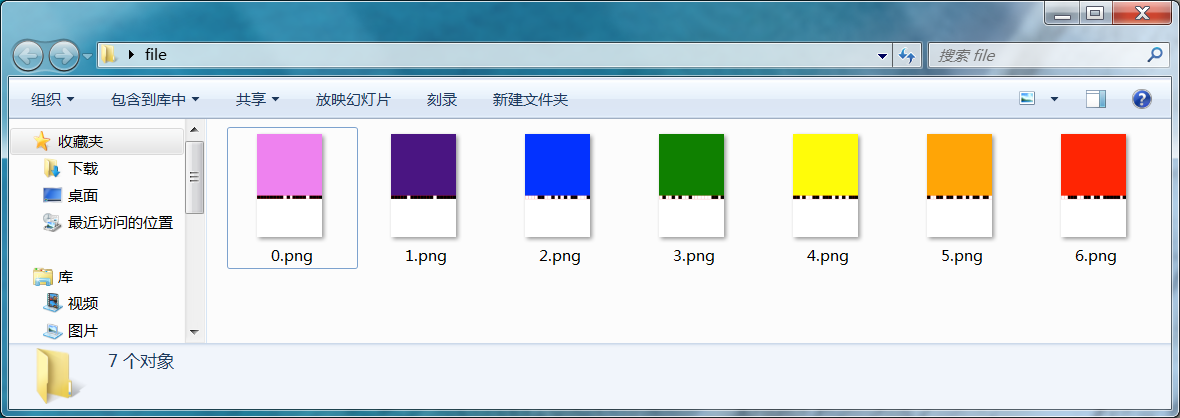 file
搜索 file
组织
包含到库中
共享
放映幻灯片
刻录
新建文件夹
收藏夹
下载
桌面
最近访问的位置
库
视频
图片
0.png
1.png
2.png
3.png
4.png
5.png
6.png
7 个对象